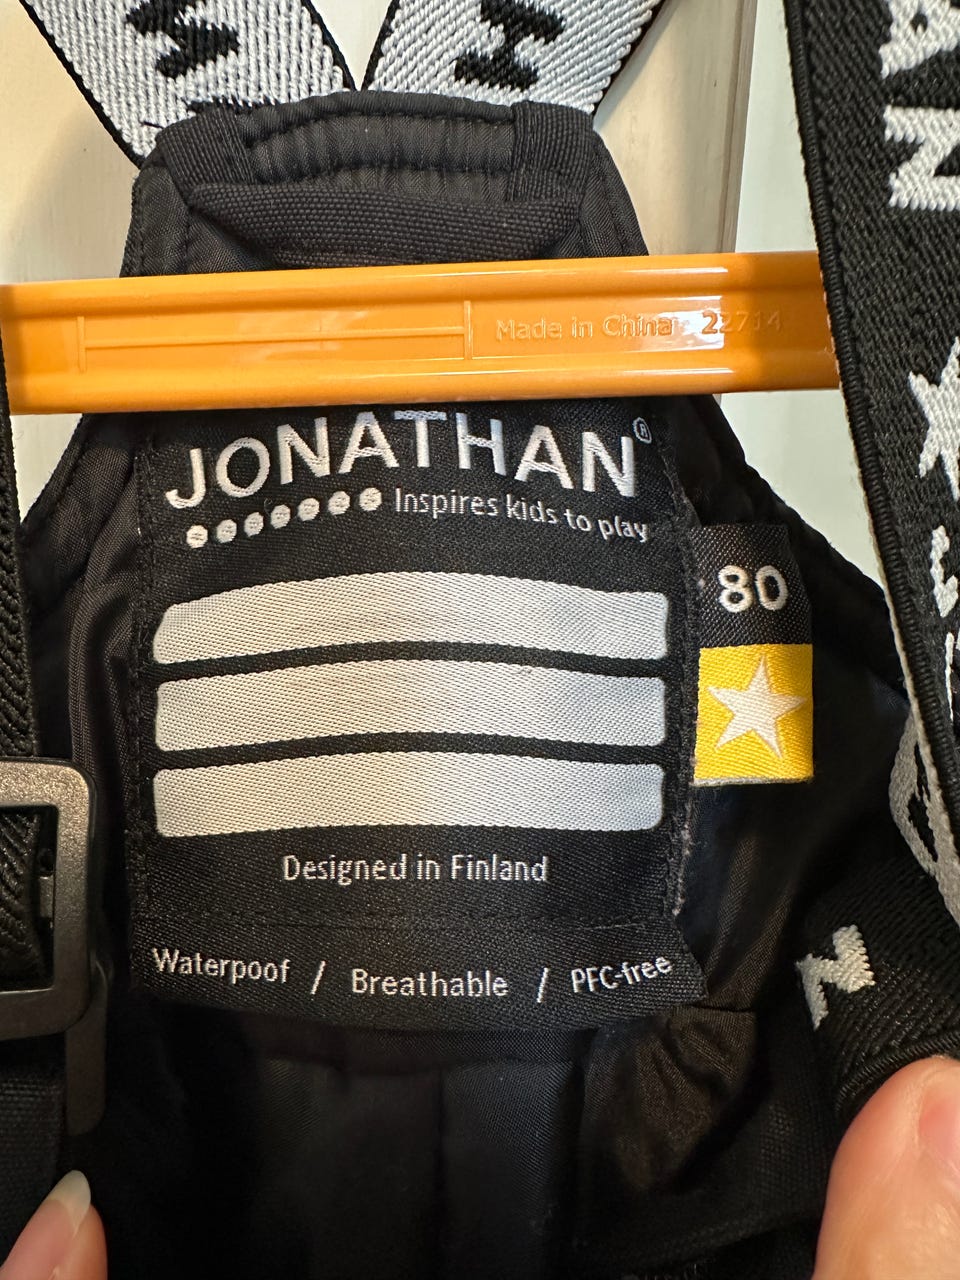 Made in China 22714
JONATHAN®
Inspires kids to play
80
Designed in Finland
Waterpoof / Breathable / PFC-free